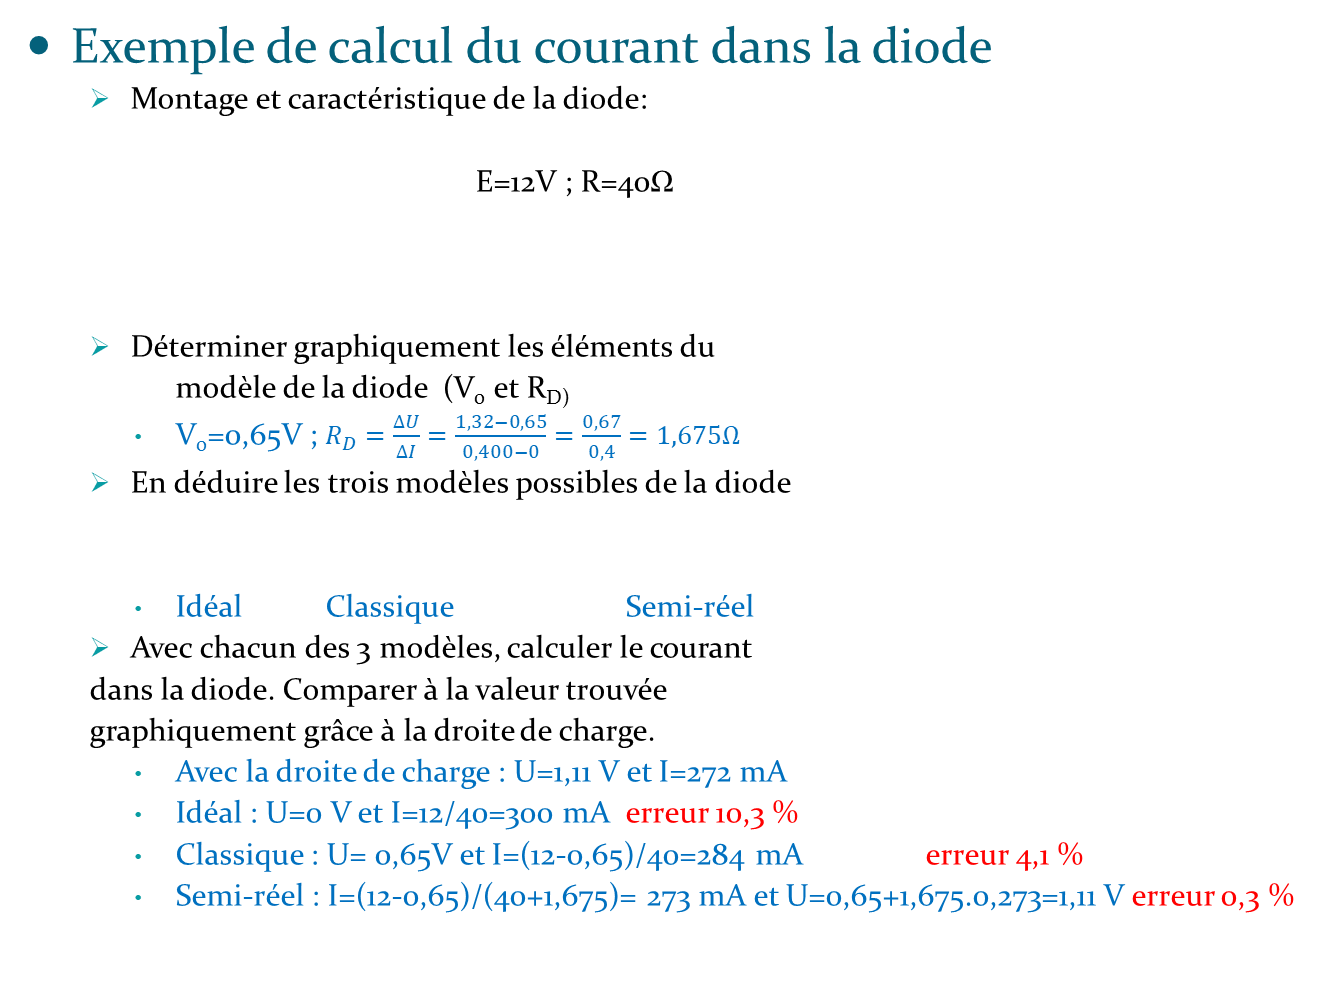 • Exemple de calcul du courant dans la diode
➢ Montage et caractéristique de la diode:
E=12V ; R=40Ω
➢ Déterminer graphiquement les éléments du
modèle de la diode (V₀ et R_D)
• V₀=0,65V ; R_D = ΔU/ΔI = (1,32−0,65)/(0,400−0) = 0,67/0,4 = 1,675Ω
➢ En déduire les trois modèles possibles de la diode
• Idéal Classique Semi-réel
➢ Avec chacun des 3 modèles, calculer le courant
dans la diode. Comparer à la valeur trouvée
graphiquement grâce à la droite de charge.
• Avec la droite de charge : U=1,11 V et I=272 mA
• Idéal : U=0 V et I=12/40=300 mA erreur 10,3 %
• Classique : U= 0,65V et I=(12-0,65)/40=284 mA erreur 4,1 %
• Semi-réel : I=(12-0,65)/(40+1,675)= 273 mA et U=0,65+1,675.0,273=1,11 V erreur 0,3 %